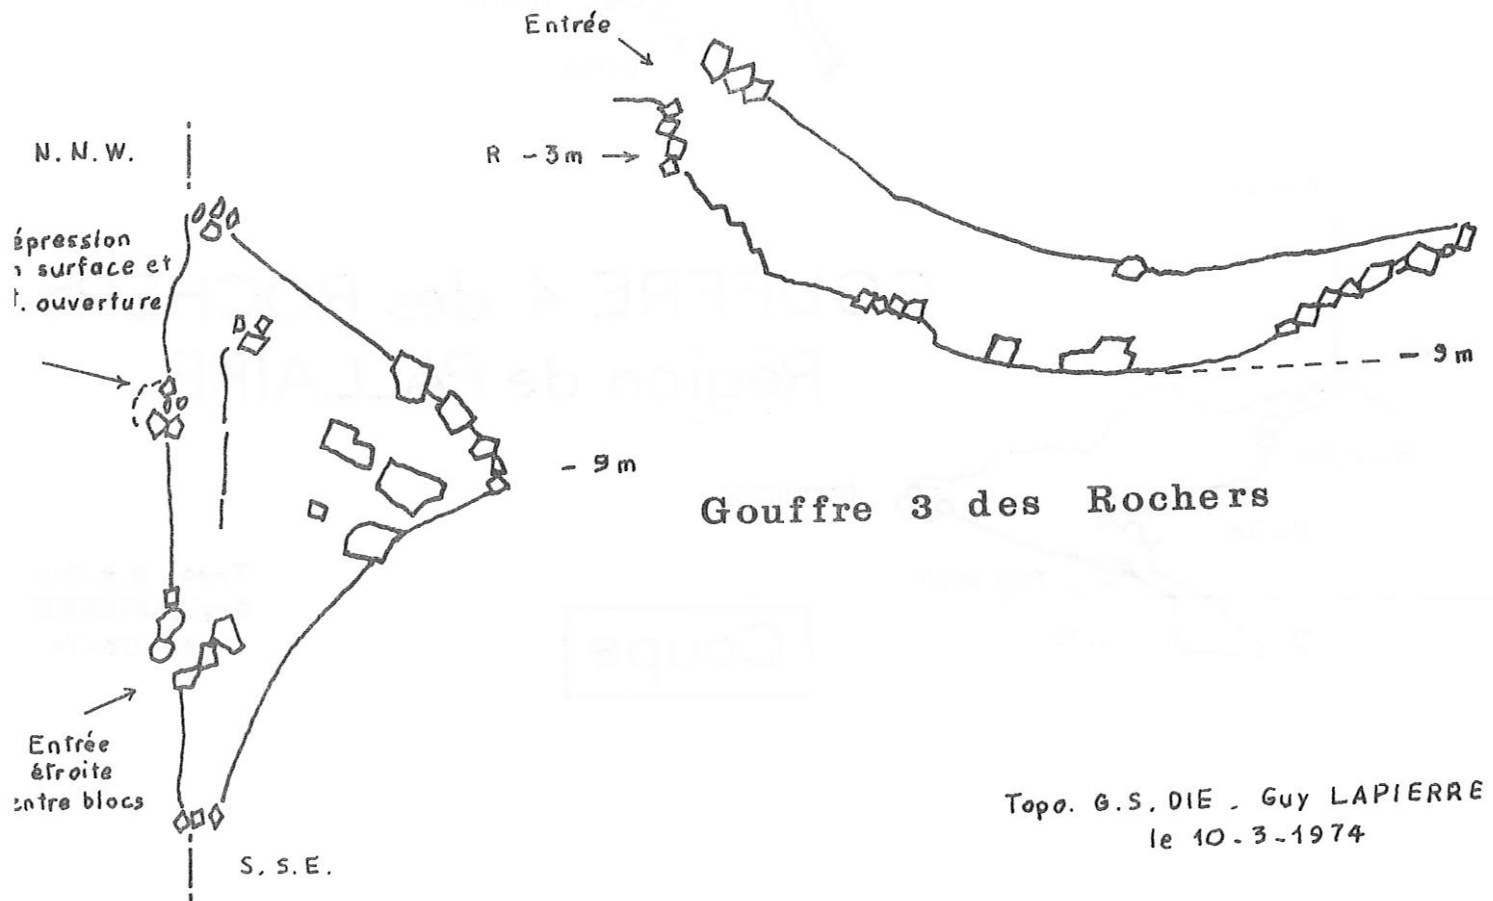 Entrée
R - 3m
N. N. W.
épression
surface et
. ouverture
- 9m
- 9m
Gouffre 3 des Rochers
Entrée
étroite
entre blocs
S. S. E.
Topo. G.S. DIE - Guy LAPIERRE
le 10-3-1974